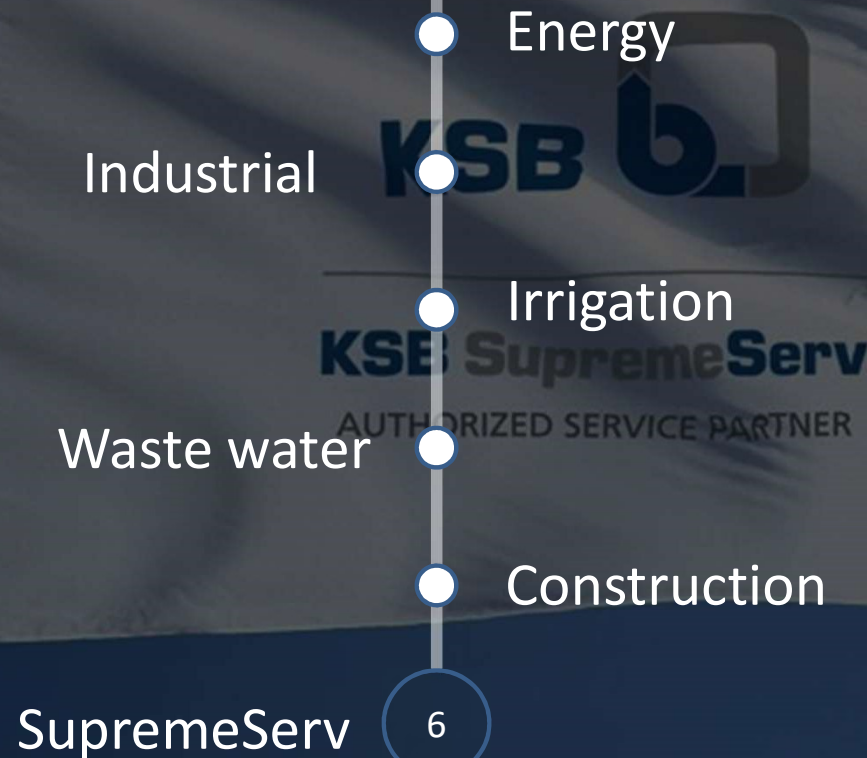 Energy
KSB b.
Industrial
Irrigation
KSB SupremeServ
AUTHORIZED SERVICE PARTNER
Waste water
Construction
SupremeServ
6